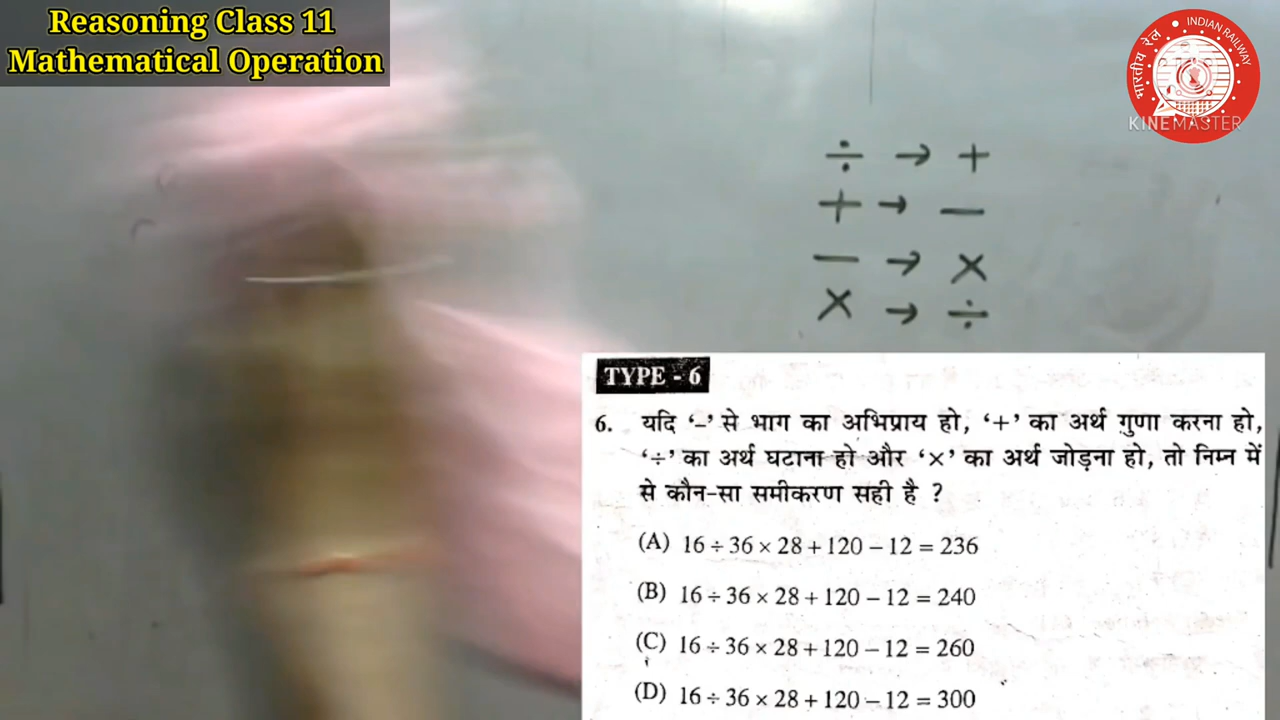 Reasoning Class 11
Mathematical Operation
भारतीय रेल • INDIAN RAILWAY
KINEMASTER
÷ → +
+ → −
− → ×
× → ÷
TYPE - 6
6. यदि ‘–’ से भाग का अभिप्राय हो, ‘+’ का अर्थ गुणा करना हो,
‘÷’ का अर्थ घटाना हो और ‘×’ का अर्थ जोड़ना हो, तो निम्न में
से कौन-सा समीकरण सही है ?
(A) 16 ÷ 36 × 28 + 120 – 12 = 236
(B) 16 ÷ 36 × 28 + 120 – 12 = 240
(C) 16 ÷ 36 × 28 + 120 – 12 = 260
(D) 16 ÷ 36 × 28 + 120 – 12 = 300